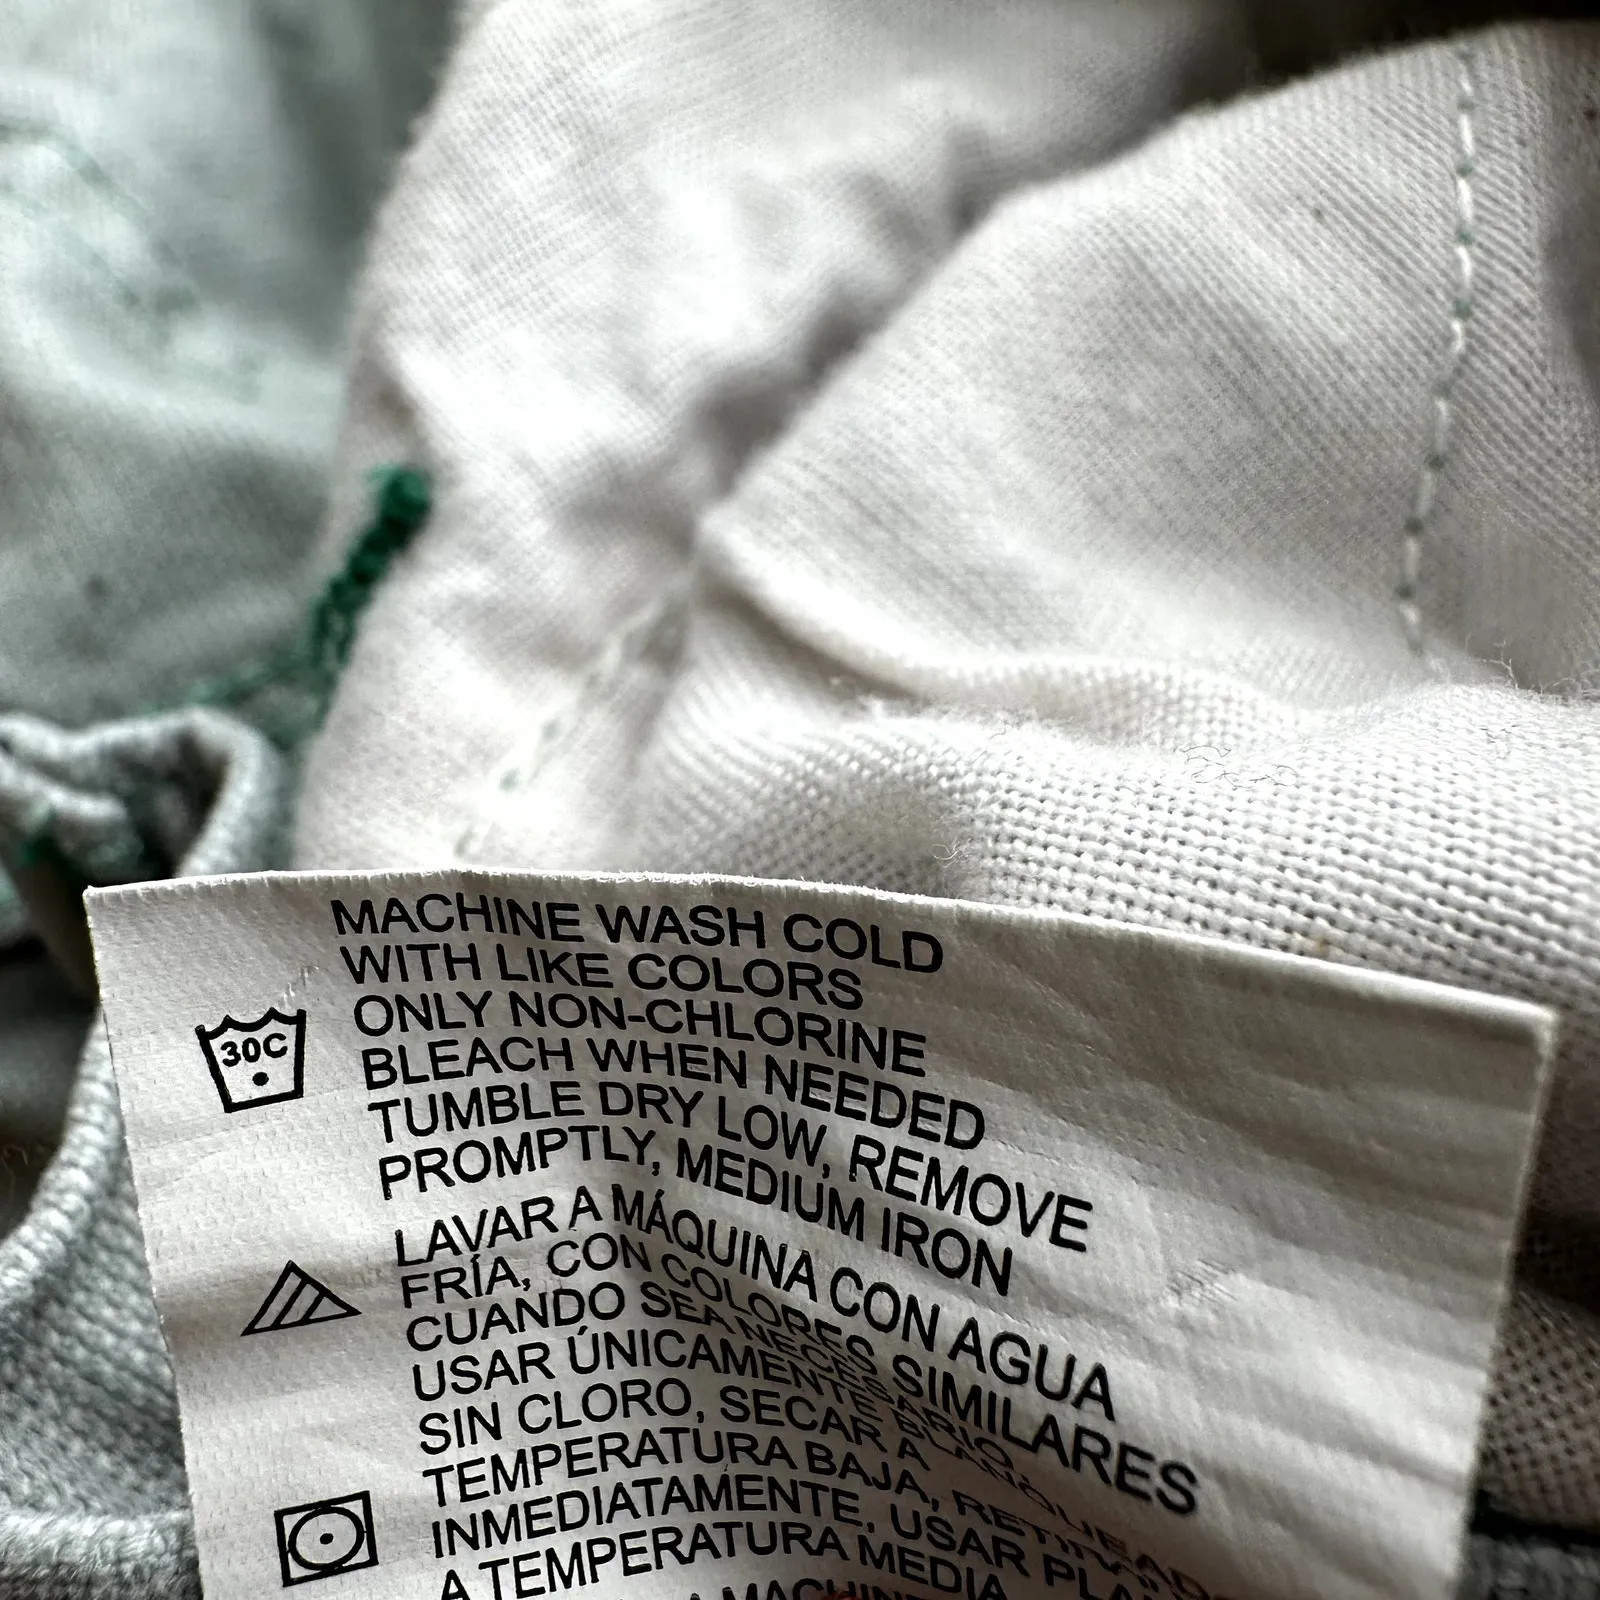 MACHINE WASH COLD
WITH LIKE COLORS
ONLY NON-CHLORINE
BLEACH WHEN NEEDED
TUMBLE DRY LOW, REMOVE
PROMPTLY, MEDIUM IRON
30C
LAVAR A MÁQUINA CON AGUA
FRÍA, CON COLORES SIMILARES
CUANDO SEA NECESARIO,
USAR ÚNICAMENTE BLANQUEADOR
SIN CLORO, SECAR A
TEMPERATURA BAJA,
INMEDIATAMENTE, USAR
A TEMPERATURA MEDIA